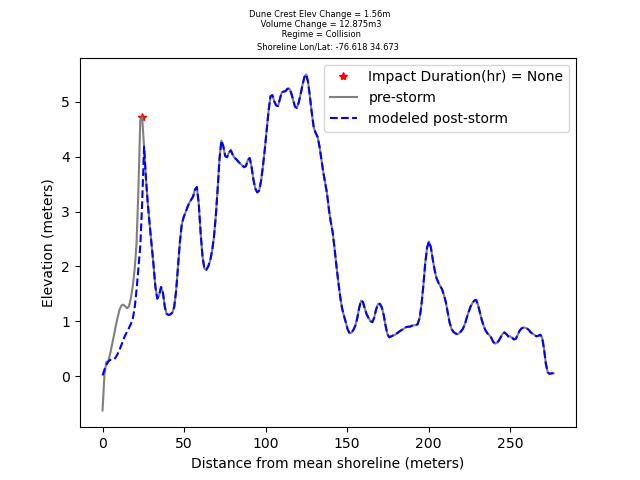 Dune Crest Elev Change = 1.56m
Volume Change = 12.875m3
Regime = Collision
Shoreline Lon/Lat: -76.618 34.673
Impact Duration(hr) = None
pre-storm
modeled post-storm
Elevation (meters)
5
4
3
2
1
0
0 50 100 150 200 250
Distance from mean shoreline (meters)